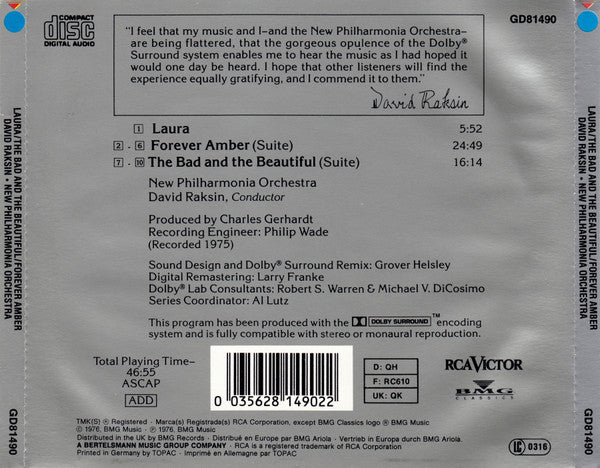 COMPACT
disc
DIGITAL AUDIO
GD81490
"I feel that my music and I–and the New Philharmonia Orchestra–
are being flattered, that the gorgeous opulence of the Dolby®
Surround system enables me to hear the music as I had hoped it
would one day be heard. I hope that other listeners will find the
experience equally gratifying, and I commend it to them."
David Raksin
1 Laura 5:52
2 - 6 Forever Amber (Suite) 24:49
7 - 10 The Bad and the Beautiful (Suite) 16:14
New Philharmonia Orchestra
David Raksin, Conductor
Produced by Charles Gerhardt
Recording Engineer: Philip Wade
(Recorded 1975)
Sound Design and Dolby® Surround Remix: Grover Helsley
Digital Remastering: Larry Franke
Dolby® Lab Consultants: Robert S. Warren & Michael V. DiCosimo
Series Coordinator: Al Lutz
This program has been produced with the DOLBY SURROUND™ encoding
system and is fully compatible with stereo or monaural reproduction.
Total Playing Time–
46:55
ASCAP
ADD
0 035628 149022
D: QH
F: RC610
UK: QK
RCA VICTOR
BMG
CLASSICS
TMK(S) ® Registered · Marca(s) Registrada(s) RCA Corporation, except BMG Classics logo ® BMG Music
© 1976, BMG Music · ℗ 1976, BMG Music
Distributed in the UK by BMG Records · Distribué en Europe par BMG Ariola · Vertrieb in Europa durch BMG Ariola.
A BERTELSMANN MUSIC GROUP COMPANY · RCA is a registered trademark of RCA Corporation.
Printed in Germany by TOPAC · Imprimé en Allemagne par TOPAC
LC 0316
LAURA/THE BAD AND THE BEAUTIFUL/FOREVER AMBER
DAVID RAKSIN • NEW PHILHARMONIA ORCHESTRA
GD81490
LAURA/THE BAD AND THE BEAUTIFUL/FOREVER AMBER
DAVID RAKSIN • NEW PHILHARMONIA ORCHESTRA
GD81490